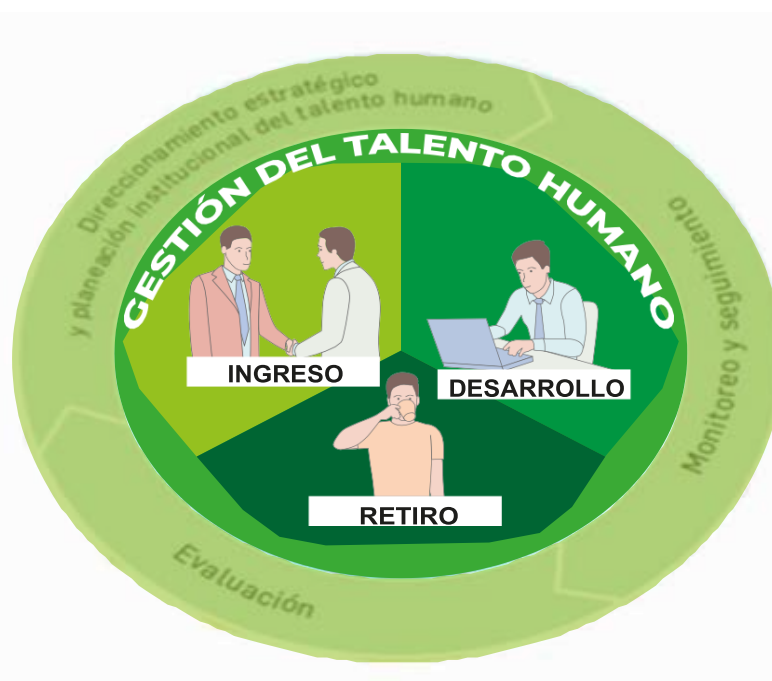 Direccionamiento estratégico
y planeación institucional del talento humano
GESTIÓN DEL TALENTO HUMANO
Monitoreo y seguimiento
INGRESO
DESARROLLO
RETIRO
Evaluación